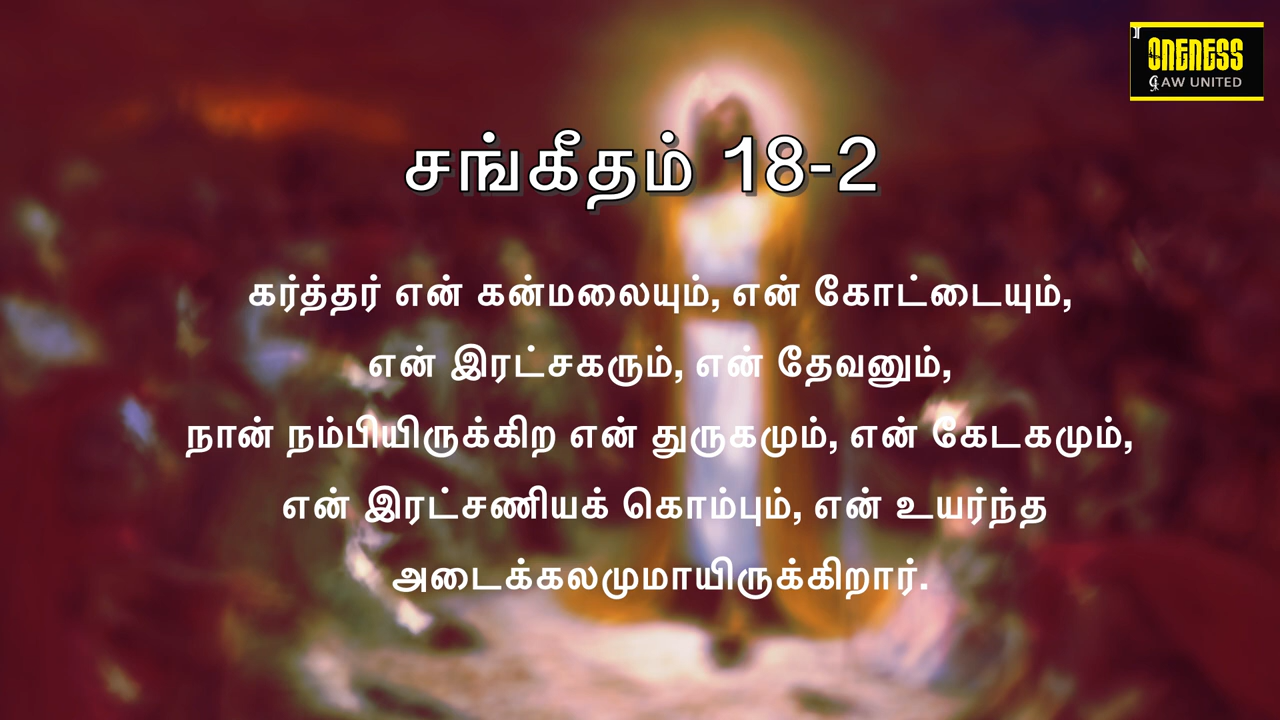 ONENESS
GAW UNITED
சங்கீதம் 18-2
கர்த்தர் என் கன்மலையும், என் கோட்டையும்,
என் இரட்சகரும், என் தேவனும்,
நான் நம்பியிருக்கிற என் துருகமும், என் கேடகமும்,
என் இரட்சணியக் கொம்பும், என் உயர்ந்த
அடைக்கலமுமாயிருக்கிறார்.